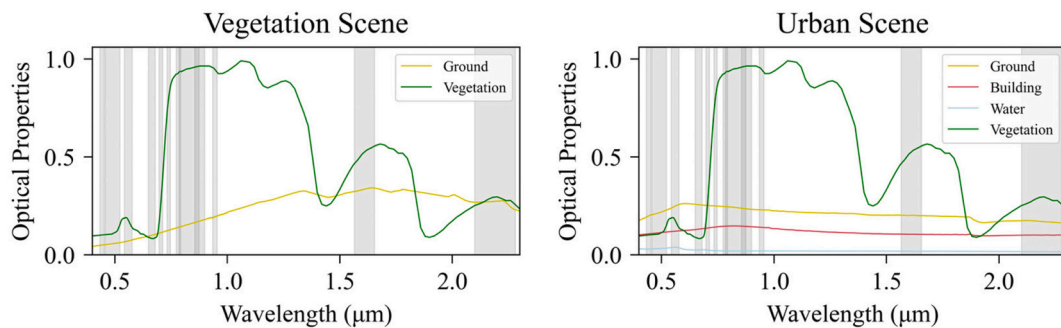 Vegetation Scene
Optical Properties
1.0
0.5
0.0
Ground
Vegetation
0.5
1.0
1.5
2.0
Wavelength (μm)
Urban Scene
Optical Properties
1.0
0.5
0.0
Ground
Building
Water
Vegetation
0.5
1.0
1.5
2.0
Wavelength (μm)